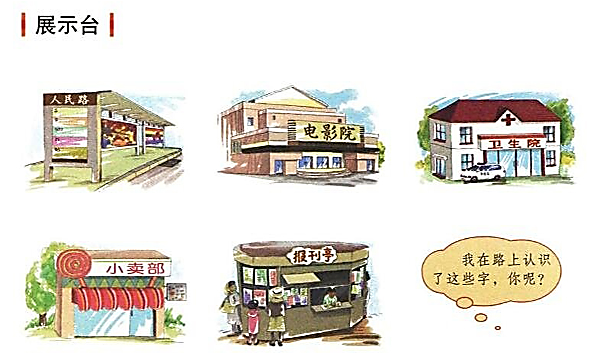 展示台
人民路
电影院
卫生院
小卖部
报刊亭
我在路上认识
了这些字，你呢？